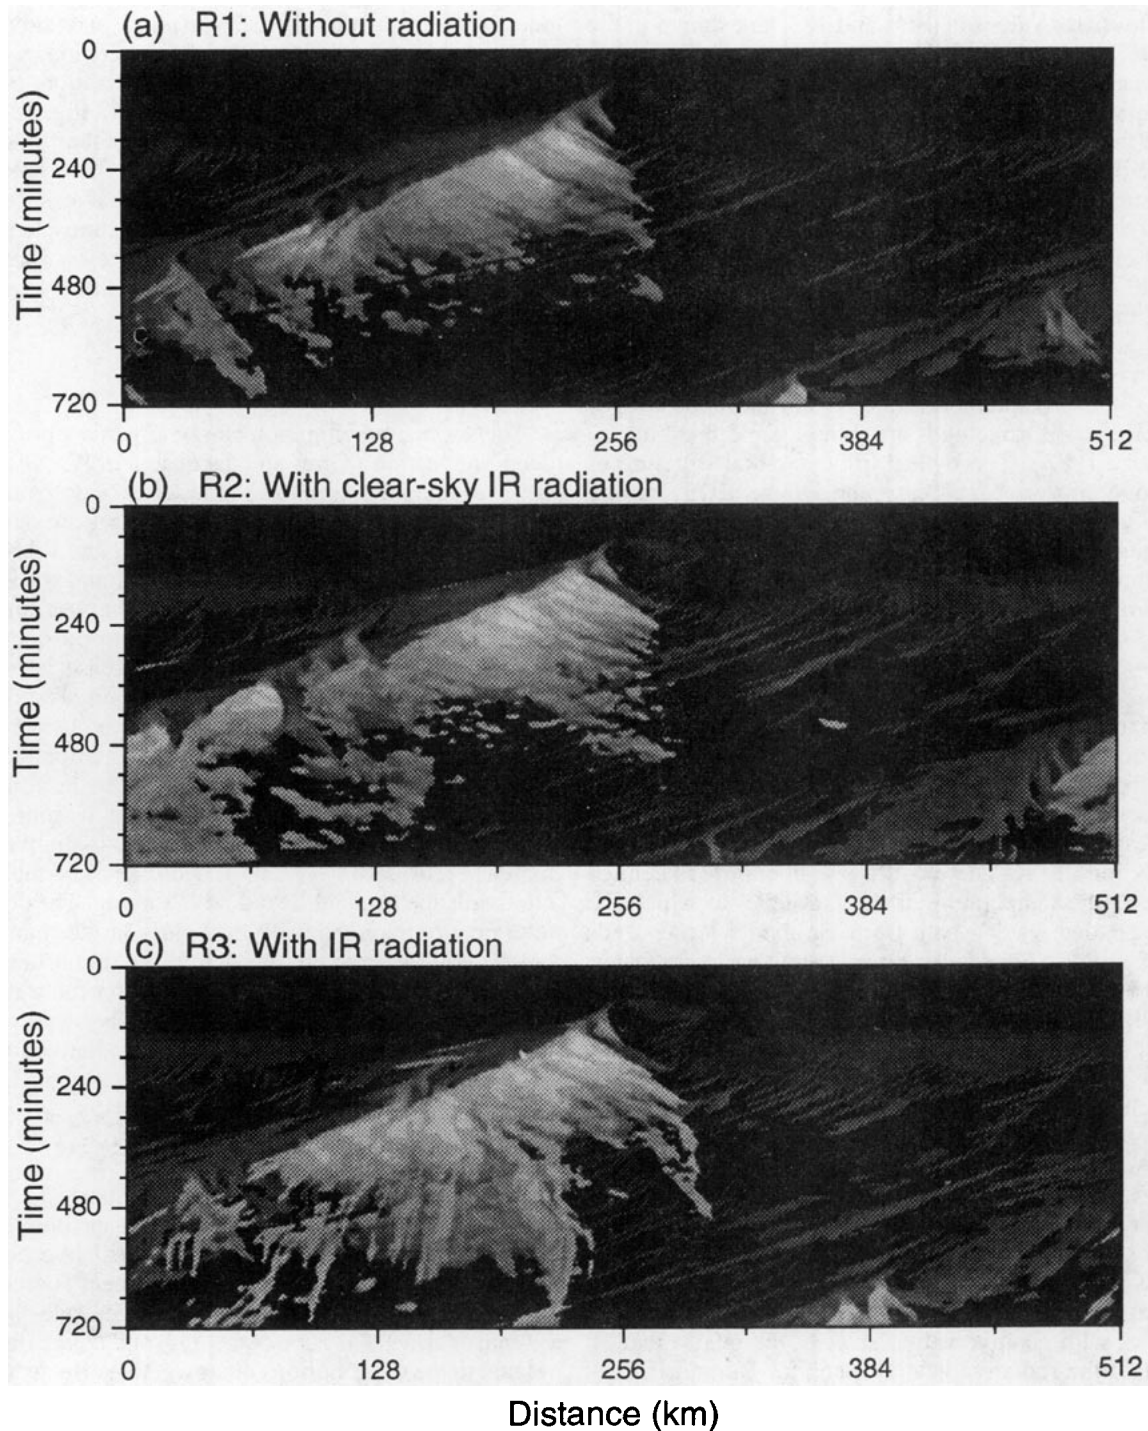 (a) R1: Without radiation
Time (minutes)
0
240
480
720
0 128 256 384 512
(b) R2: With clear-sky IR radiation
Time (minutes)
0
240
480
720
0 128 256 384 512
(c) R3: With IR radiation
Time (minutes)
0
240
480
720
0 128 256 384 512
Distance (km)